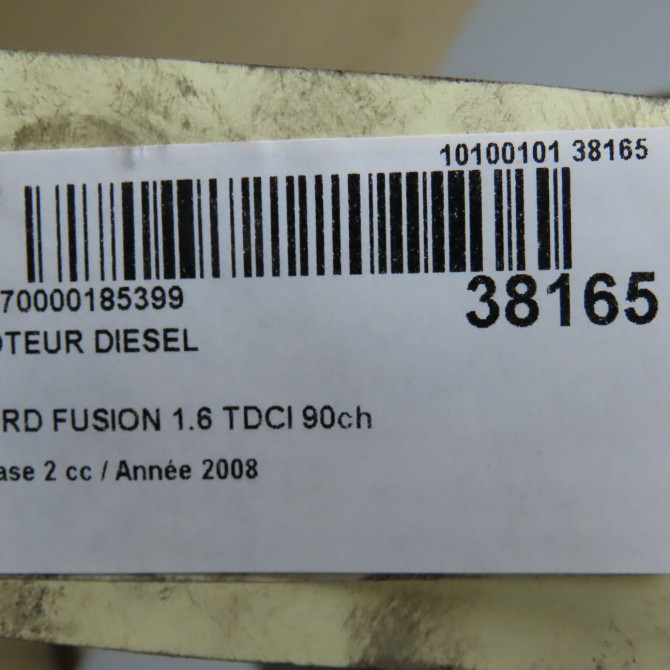 10100101 38165
70000185399
38165
OTEUR DIESEL
RD FUSION 1.6 TDCI 90ch
ase 2 cc / Année 2008